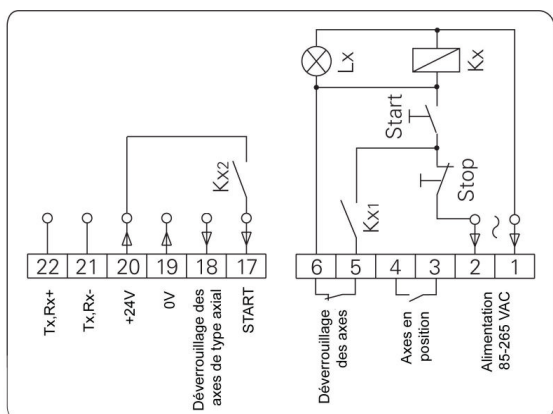 Lx
Kx
Start
Stop
Kx2
Kx1
22 21 20 19 18 17
6 5 4 3 2 1
Tx,Rx+
Tx,Rx-
+24V
0V
Déverrouillage des
axes de type axial
START
Déverrouillage
des axes
Axes en
position
Alimentation
85-265 VAC
~